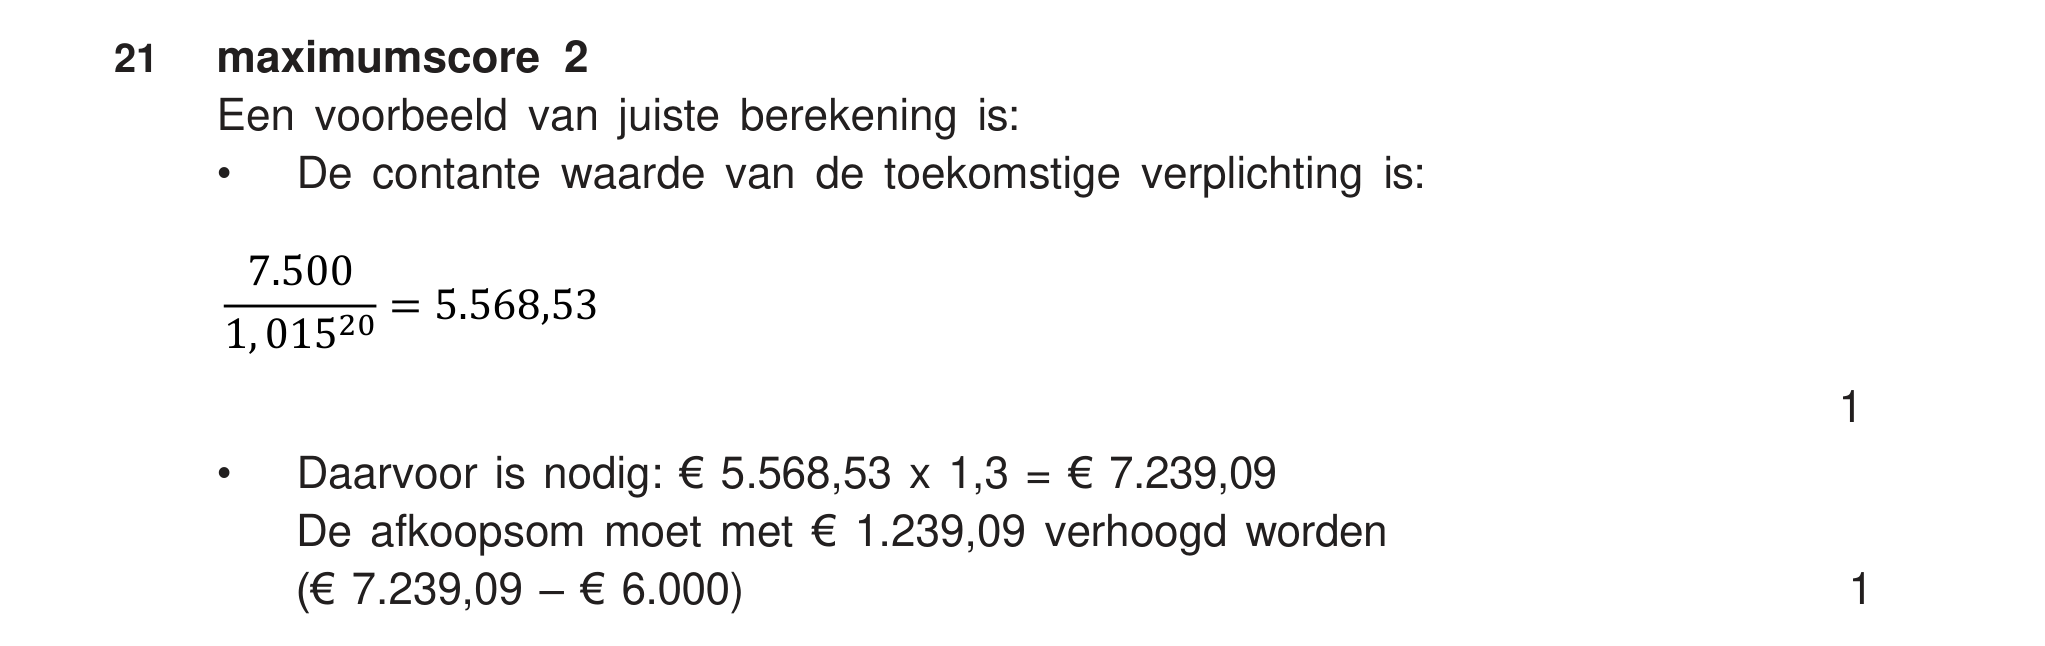 21 maximumscore 2
Een voorbeeld van juiste berekening is:
• De contante waarde van de toekomstige verplichting is:
7.500
1,015²⁰ = 5.568,53
1
• Daarvoor is nodig: € 5.568,53 x 1,3 = € 7.239,09
De afkoopsom moet met € 1.239,09 verhoogd worden
(€ 7.239,09 – € 6.000) 1